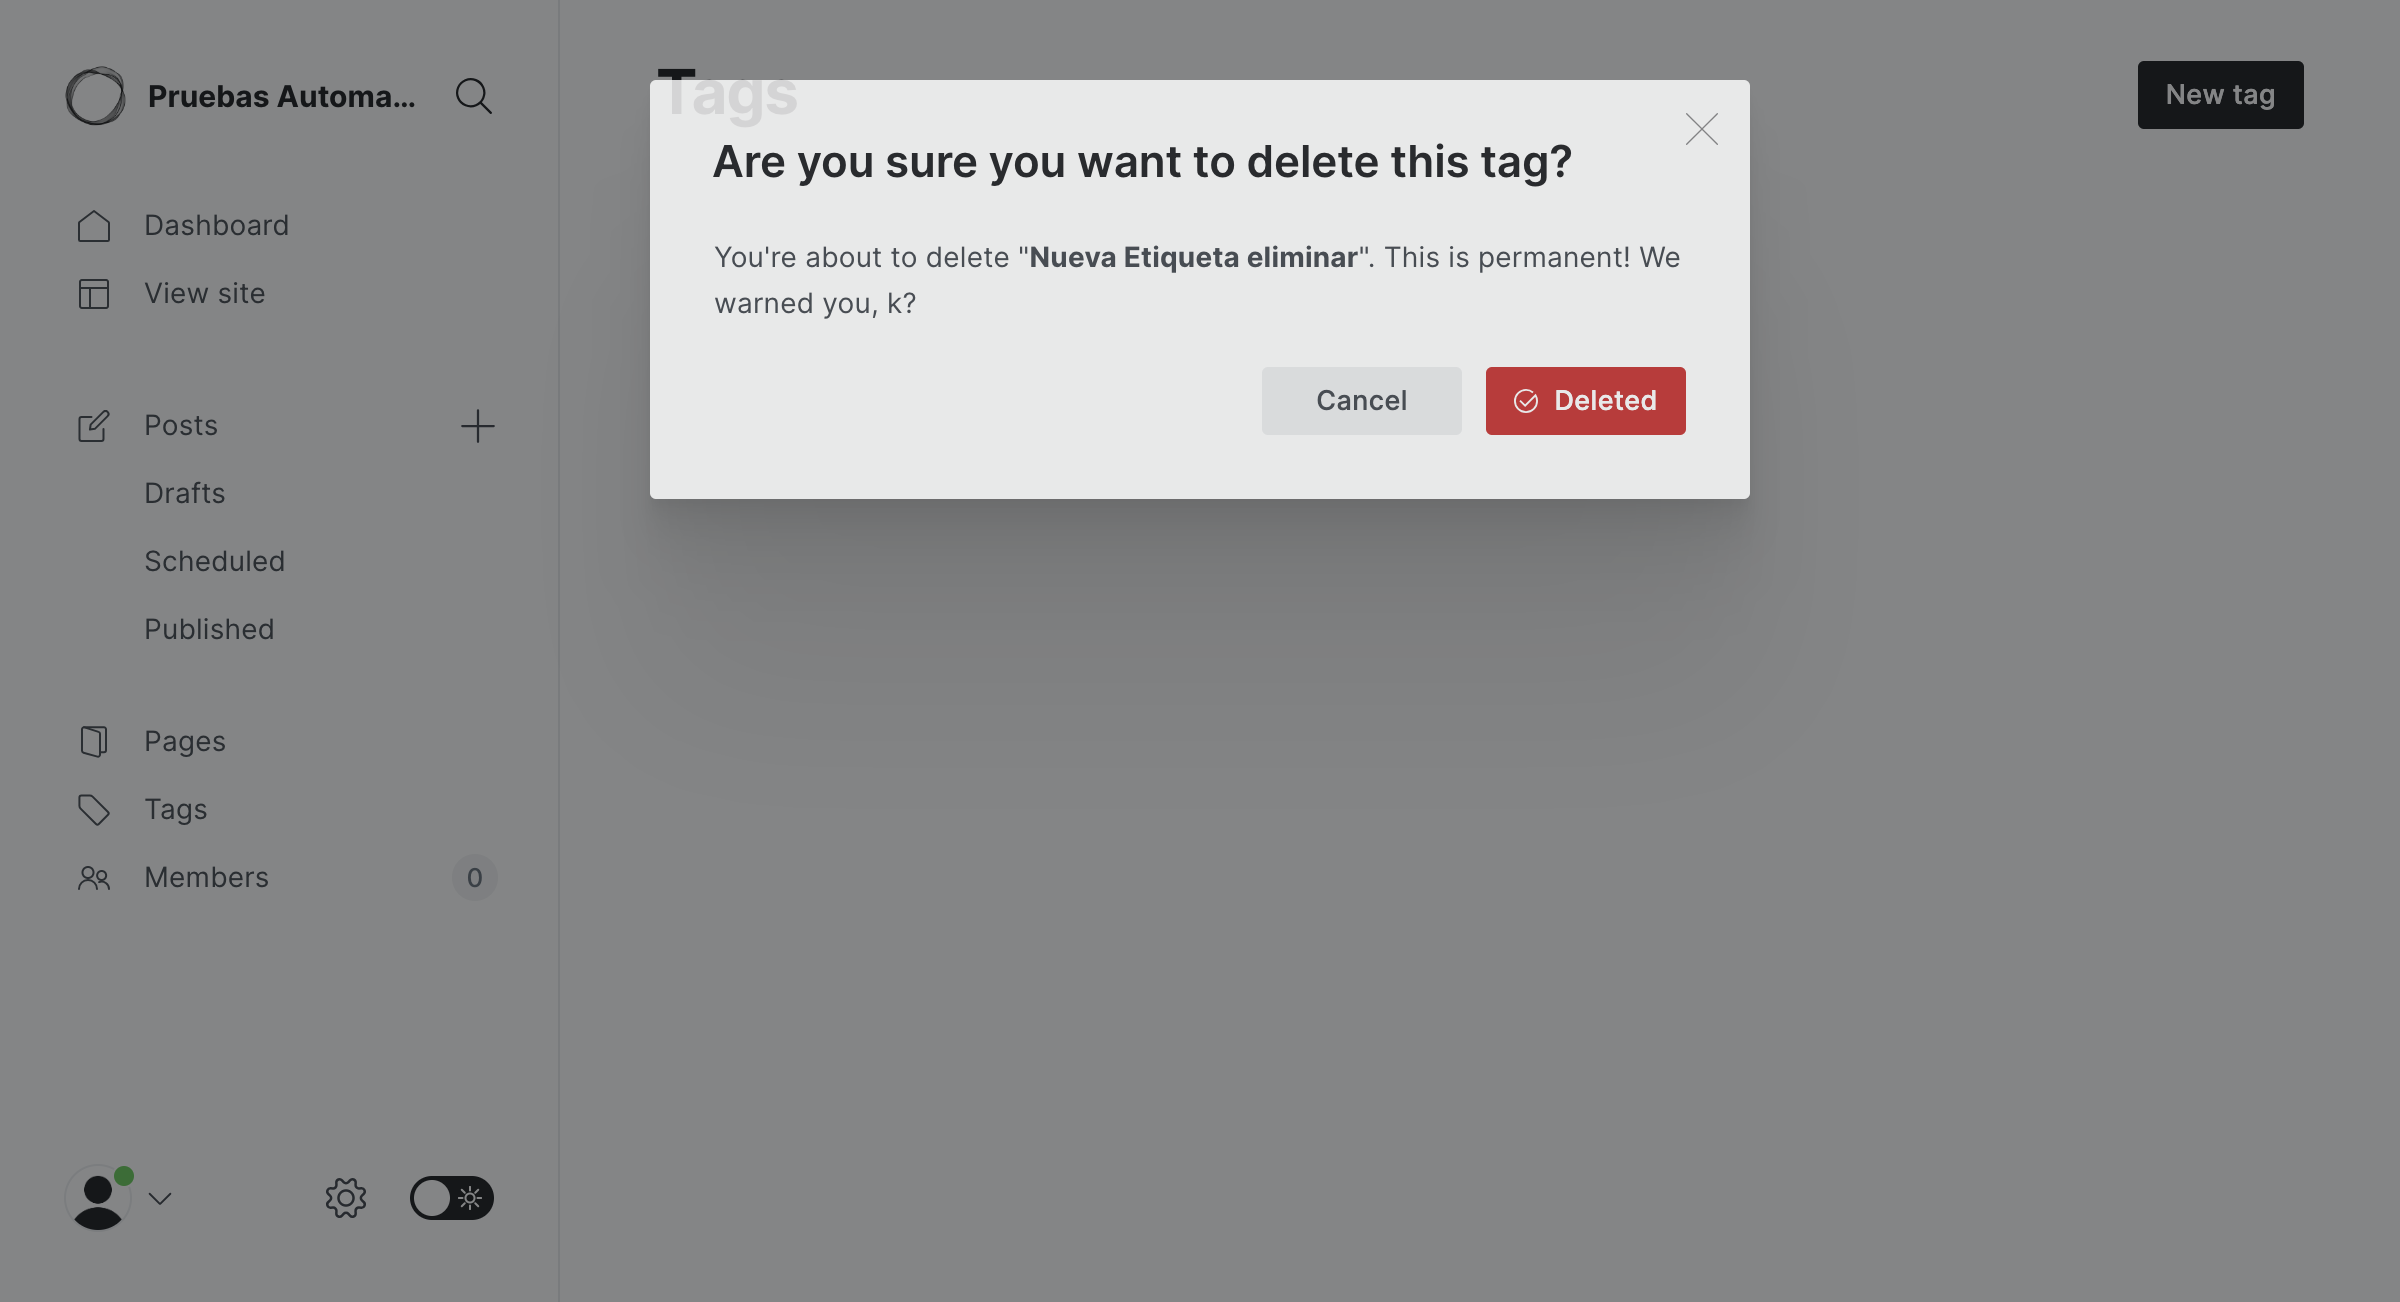 Pruebas Automa...
Dashboard
View site
Posts
Drafts
Scheduled
Published
Pages
Tags
Members
0
Tags
New tag
Are you sure you want to delete this tag?
You're about to delete "Nueva Etiqueta eliminar". This is permanent! We
warned you, k?
Cancel
Deleted